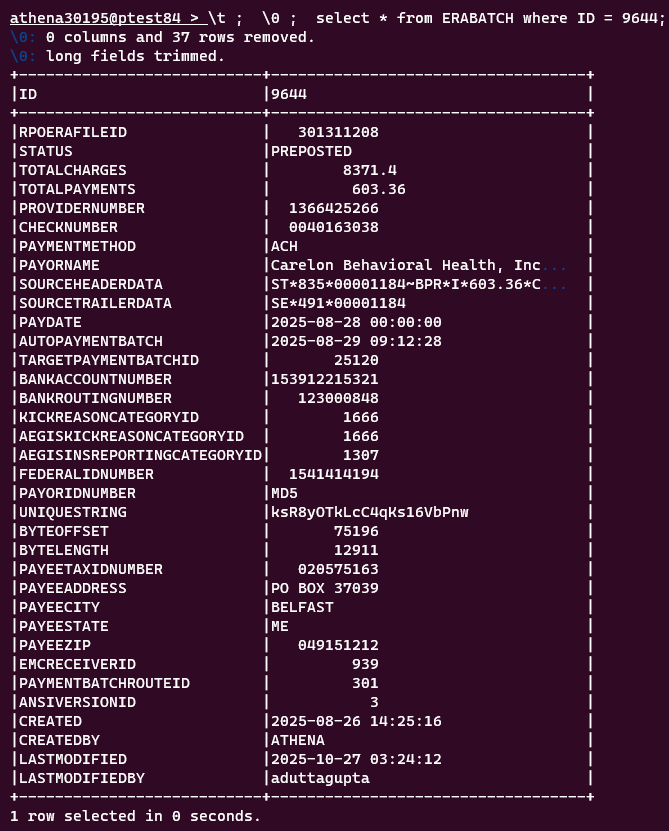 athena30195@ptest84 > \t ;  \0 ;  select * from ERABATCH where ID = 9644;
\0: 0 columns and 37 rows removed.
\0: long fields trimmed.
+---------------------------+-----------------------------------+
|ID                         |9644                               |
+---------------------------+-----------------------------------+
|RPOERAFILEID               |   301311208                       |
|STATUS                     |PREPOSTED                          |
|TOTALCHARGES               |        8371.4                     |
|TOTALPAYMENTS              |         603.36                    |
|PROVIDERNUMBER             |  1366425266                       |
|CHECKNUMBER                |  0040163038                       |
|PAYMENTMETHOD              |ACH                                |
|PAYORNAME                  |Carelon Behavioral Health, Inc...  |
|SOURCEHEADERDATA           |ST*835*00001184~BPR*I*603.36*C...  |
|SOURCETRAILERDATA          |SE*491*00001184                    |
|PAYDATE                    |2025-08-28 00:00:00                |
|AUTOPAYMENTBATCH           |2025-08-29 09:12:28                |
|TARGETPAYMENTBATCHID       |       25120                       |
|BANKACCOUNTNUMBER          |153912215321                       |
|BANKROUTINGNUMBER          |   123000848                       |
|KICKREASONCATEGORYID       |        1666                       |
|AEGISKICKREASONCATEGORYID  |        1666                       |
|AEGISINSREPORTINGCATEGORYID|        1307                       |
|FEDERALIDNUMBER            |  1541414194                       |
|PAYORIDNUMBER              |MD5                                |
|UNIQUESTRING               |ksR8yOTkLcC4qKs16VbPnw             |
|BYTEOFFSET                 |       75196                       |
|BYTELENGTH                 |       12911                       |
|PAYEETAXIDNUMBER           |   020575163                       |
|PAYEEADDRESS               |PO BOX 37039                       |
|PAYEECITY                  |BELFAST                            |
|PAYEESTATE                 |ME                                 |
|PAYEEZIP                   |   049151212                       |
|EMCRECEIVERID              |         939                       |
|PAYMENTBATCHROUTEID        |         301                       |
|ANSIVERSIONID              |           3                       |
|CREATED                    |2025-08-26 14:25:16                |
|CREATEDBY                  |ATHENA                             |
|LASTMODIFIED               |2025-10-27 03:24:12                |
|LASTMODIFIEDBY             |aduttagupta                        |
+---------------------------+-----------------------------------+
1 row selected in 0 seconds.